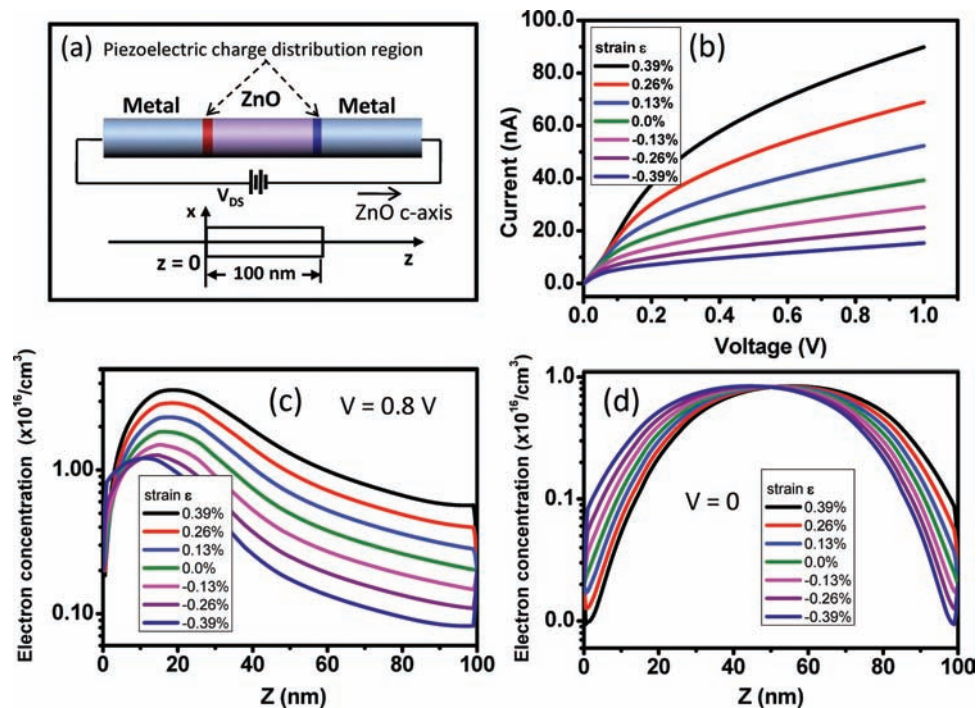 (a)
Piezoelectric charge distribution region
Metal
ZnO
Metal
V_DS
ZnO c-axis
x
z = 0
100 nm
z
(b)
Current (nA)
100.0
80.0
60.0
40.0
20.0
0.0
strain ε
0.39%
0.26%
0.13%
0.0%
-0.13%
-0.26%
-0.39%
0.0 0.2 0.4 0.6 0.8 1.0
Voltage (V)
(c)
V = 0.8 V
Electron concentration (x10^16/cm^3)
1.00
0.10
strain ε
0.39%
0.26%
0.13%
0.0%
-0.13%
-0.26%
-0.39%
0 20 40 60 80 100
Z (nm)
(d)
V = 0
Electron concentration (x10^16/cm^3)
1.0
0.1
0.0
strain ε
0.39%
0.26%
0.13%
0.0%
-0.13%
-0.26%
-0.39%
0 20 40 60 80 100
Z (nm)